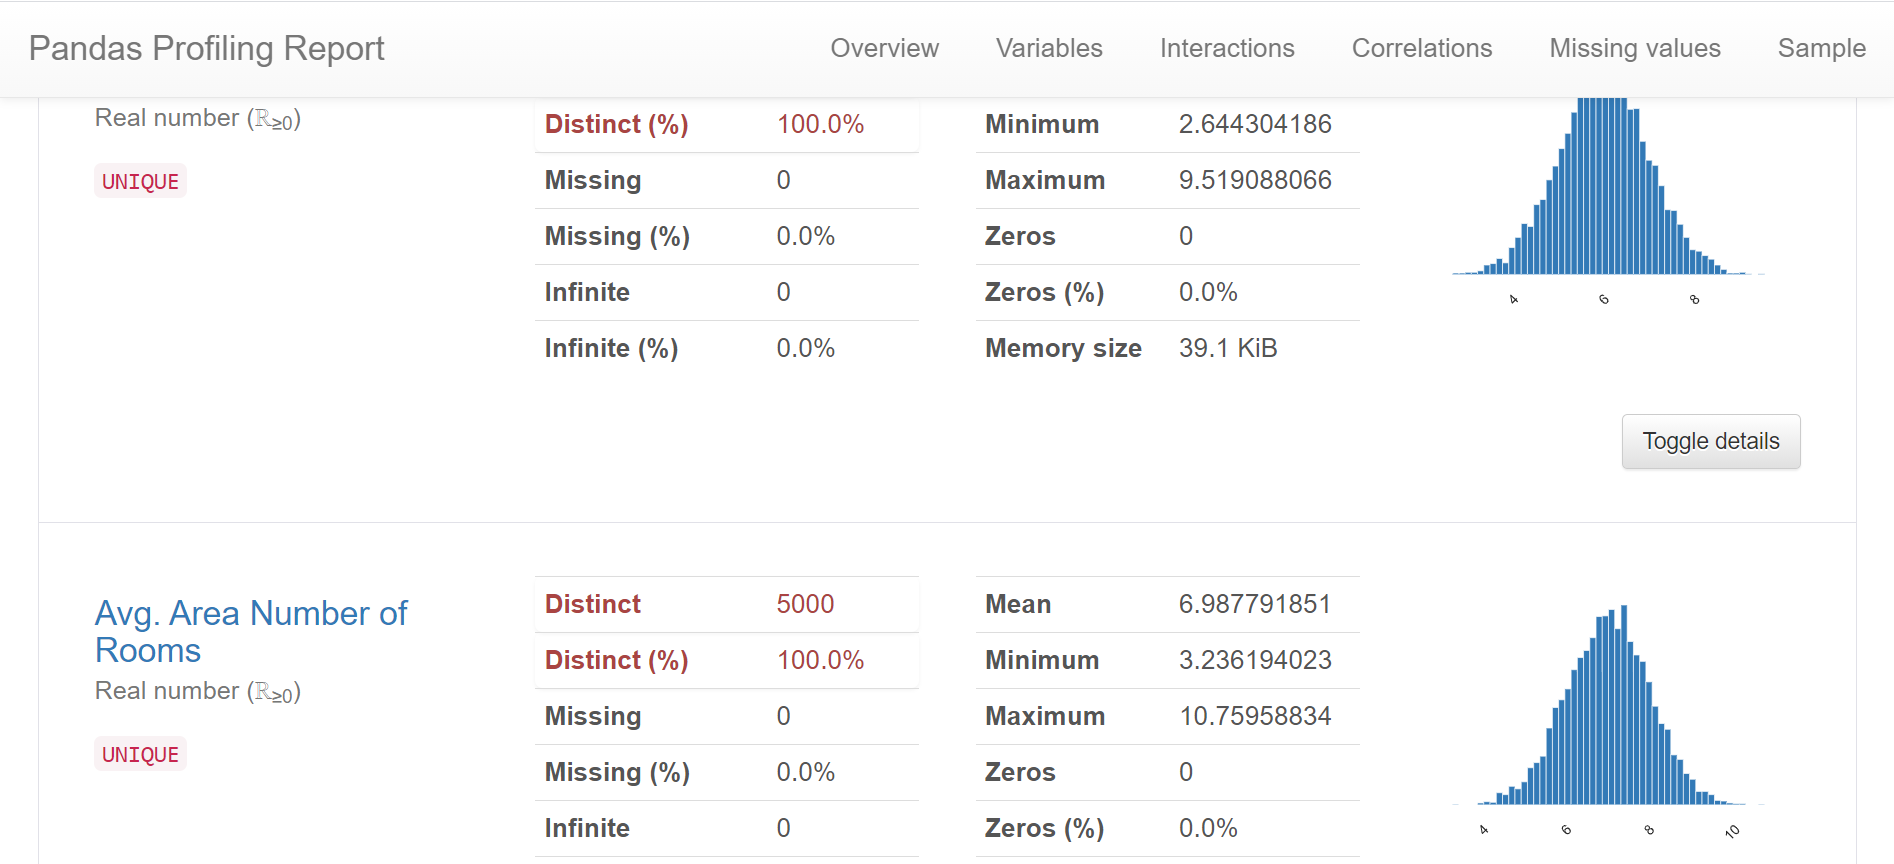 Pandas Profiling Report
Overview Variables Interactions Correlations Missing values Sample
Real number (ℝ≥0)
UNIQUE
Distinct (%) 100.0%
Missing 0
Missing (%) 0.0%
Infinite 0
Infinite (%) 0.0%
Minimum 2.644304186
Maximum 9.519088066
Zeros 0
Zeros (%) 0.0%
Memory size 39.1 KiB
4 6 8
Toggle details
Avg. Area Number of
Rooms
Real number (ℝ≥0)
UNIQUE
Distinct 5000
Distinct (%) 100.0%
Missing 0
Missing (%) 0.0%
Infinite 0
Mean 6.987791851
Minimum 3.236194023
Maximum 10.75958834
Zeros 0
Zeros (%) 0.0%
4 6 8 10